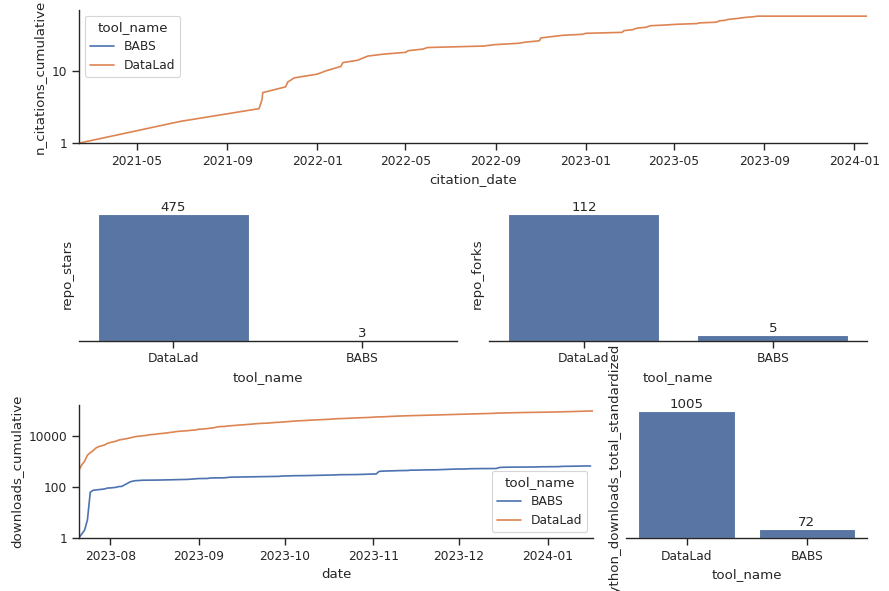 n_citations_cumulative
tool_name
BABS
DataLad
10
1
2021-05 2021-09 2022-01 2022-05 2022-09 2023-01 2023-05 2023-09 2024-01
citation_date
repo_stars
475
3
DataLad BABS
tool_name
repo_forks
112
5
DataLad BABS
tool_name
downloads_cumulative
10000
100
1
tool_name
BABS
DataLad
2023-08 2023-09 2023-10 2023-11 2023-12 2024-01
date
ython_downloads_total_standardized
1005
72
DataLad BABS
tool_name